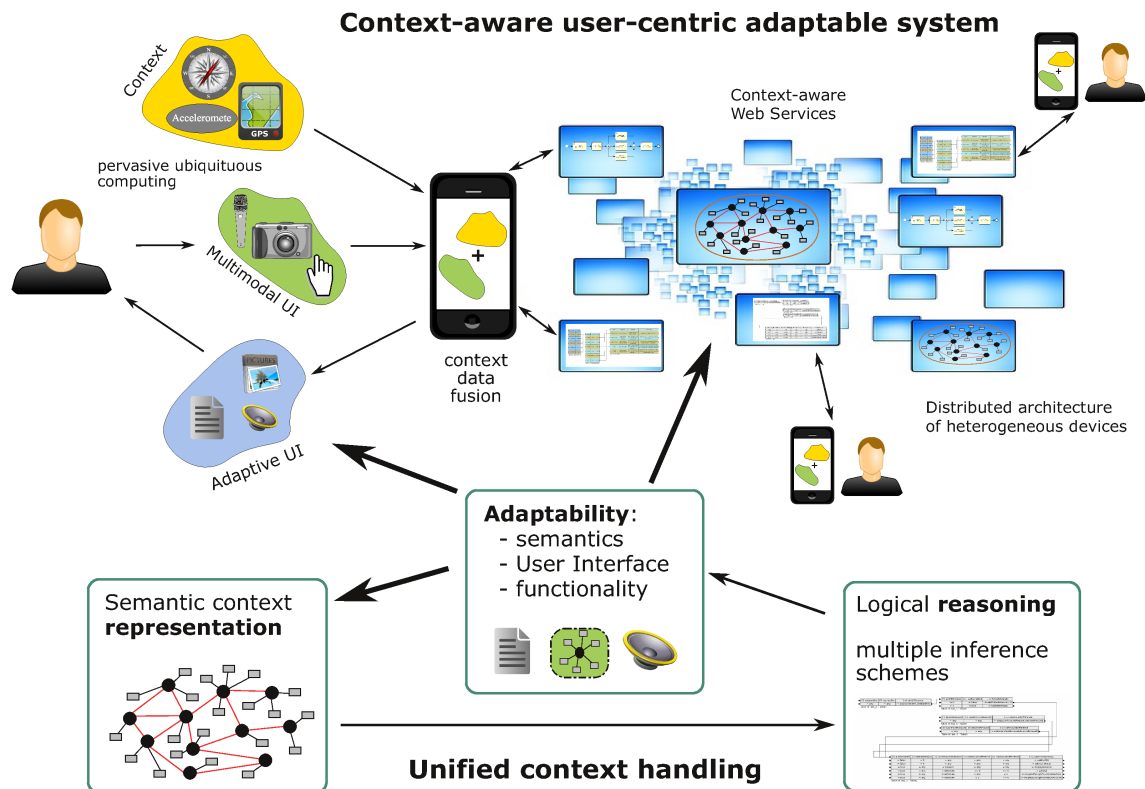 Context-aware user-centric adaptable system
Context
Acceleromete
GPS
pervasive ubiquituous
computing
Multimodal UI
PICTURES
Adaptive UI
+
context
data
fusion
Context-aware
Web Services
+
Distributed architecture
of heterogeneous devices
+
Adaptability:
- semantics
- User Interface
- functionality
Semantic context
representation
Logical reasoning
multiple inference
schemes
Unified context handling